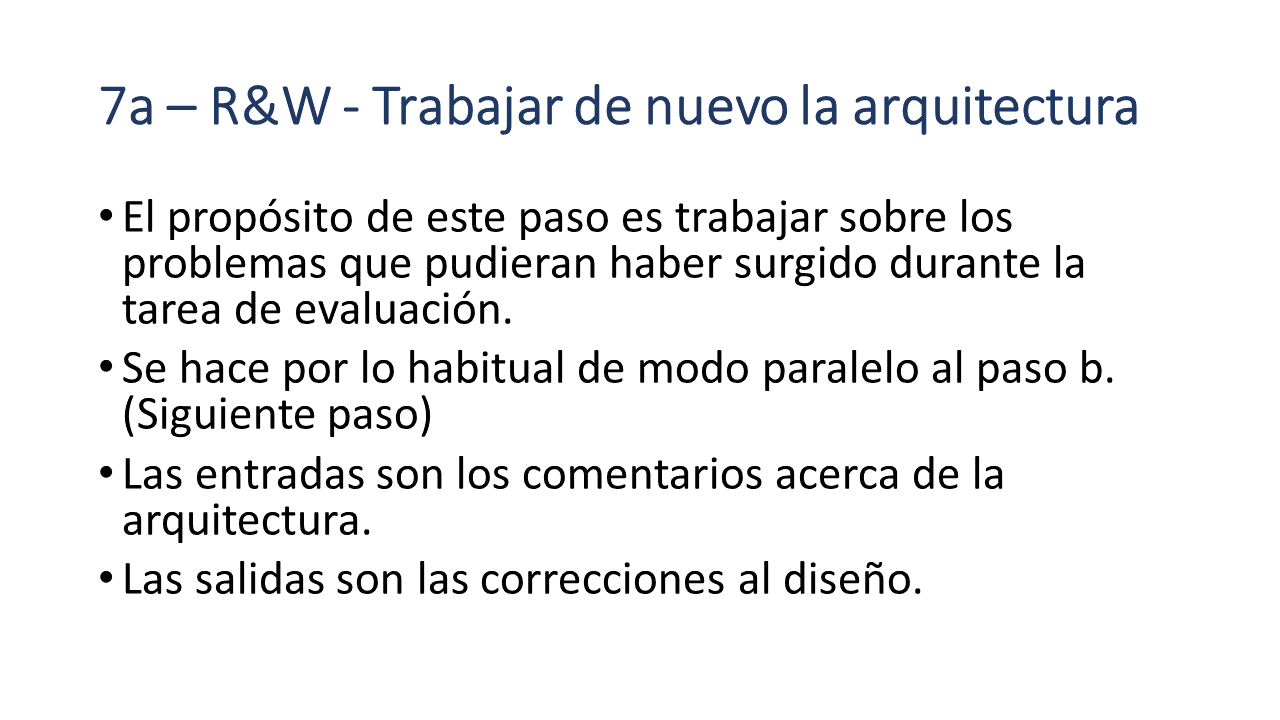 7a – R&W - Trabajar de nuevo la arquitectura
• El propósito de este paso es trabajar sobre los
problemas que pudieran haber surgido durante la
tarea de evaluación.
• Se hace por lo habitual de modo paralelo al paso b.
(Siguiente paso)
• Las entradas son los comentarios acerca de la
arquitectura.
• Las salidas son las correcciones al diseño.